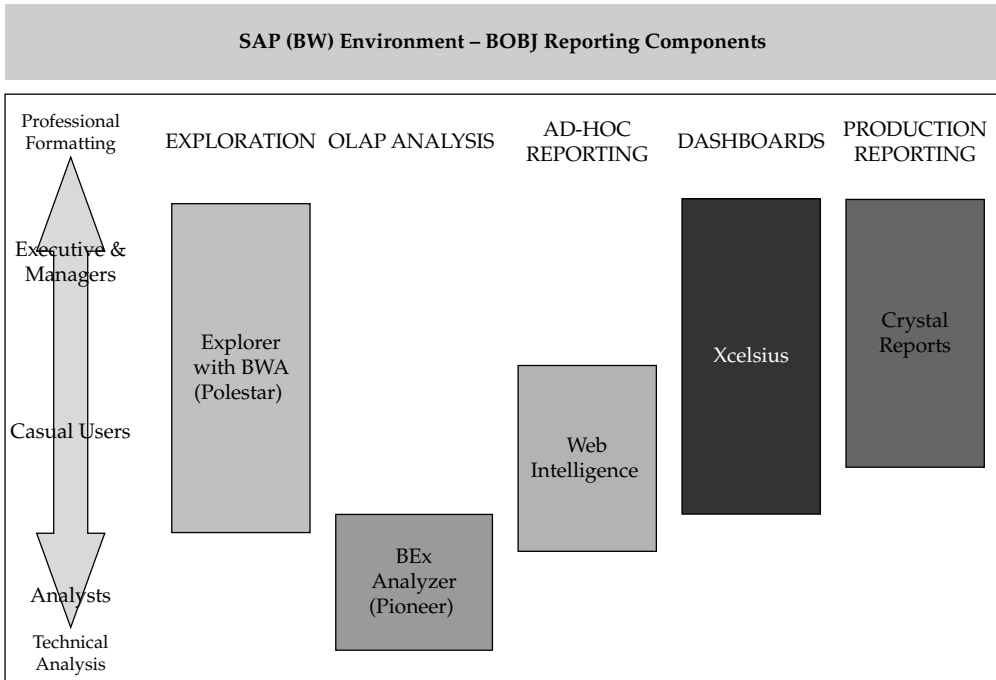 SAP (BW) Environment – BOBJ Reporting Components
Professional
Formatting
EXPLORATION
OLAP ANALYSIS
AD-HOC
REPORTING
DASHBOARDS
PRODUCTION
REPORTING
Executive &
Managers
Casual Users
Analysts
Technical
Analysis
Explorer
with BWA
(Polestar)
BEx
Analyzer
(Pioneer)
Web
Intelligence
Xcelsius
Crystal
Reports